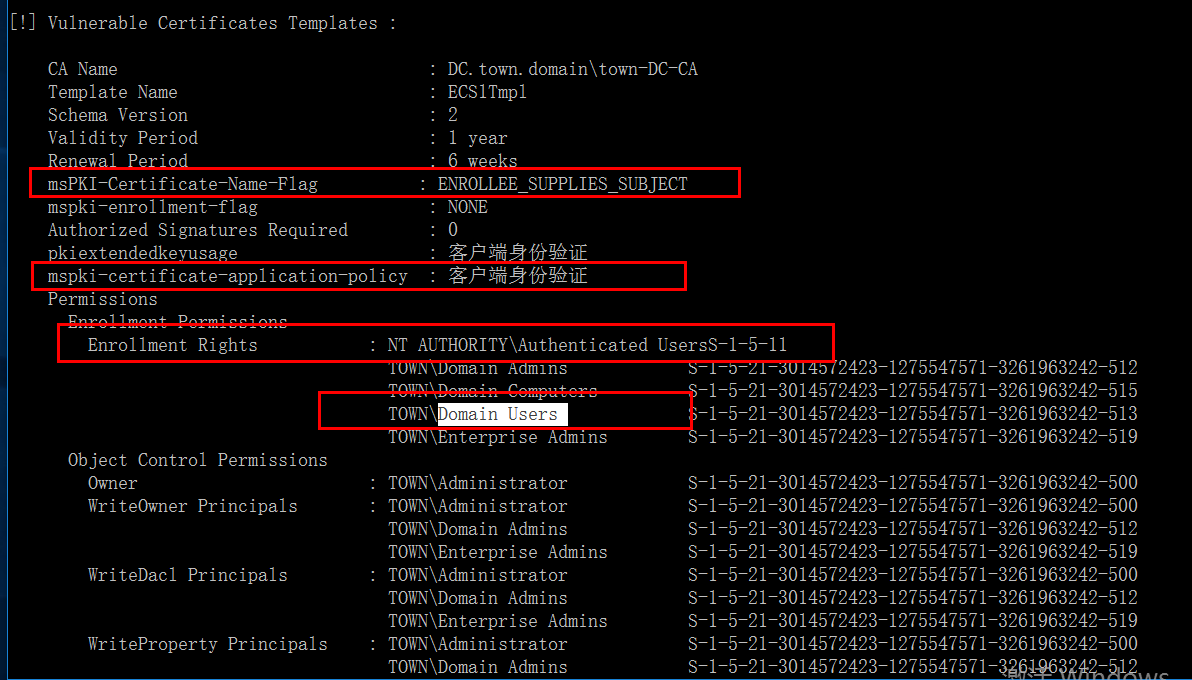 [!] Vulnerable Certificates Templates :
CA Name : DC.town.domain\town-DC-CA
Template Name : ECS1Tmpl
Schema Version : 2
Validity Period : 1 year
Renewal Period : 6 weeks
msPKI-Certificate-Name-Flag : ENROLLEE_SUPPLIES_SUBJECT
mspki-enrollment-flag : NONE
Authorized Signatures Required : 0
pkiextendedkeyusage : 客户端身份验证
mspki-certificate-application-policy : 客户端身份验证
Permissions
Enrollment Permissions
Enrollment Rights : NT AUTHORITY\Authenticated UsersS-1-5-11
TOWN\Domain Admins S-1-5-21-3014572423-1275547571-3261963242-512
TOWN\Domain Computers S-1-5-21-3014572423-1275547571-3261963242-515
TOWN\Domain Users S-1-5-21-3014572423-1275547571-3261963242-513
TOWN\Enterprise Admins S-1-5-21-3014572423-1275547571-3261963242-519
Object Control Permissions
Owner : TOWN\Administrator S-1-5-21-3014572423-1275547571-3261963242-500
WriteOwner Principals : TOWN\Administrator S-1-5-21-3014572423-1275547571-3261963242-500
TOWN\Domain Admins S-1-5-21-3014572423-1275547571-3261963242-512
TOWN\Enterprise Admins S-1-5-21-3014572423-1275547571-3261963242-519
WriteDacl Principals : TOWN\Administrator S-1-5-21-3014572423-1275547571-3261963242-500
TOWN\Domain Admins S-1-5-21-3014572423-1275547571-3261963242-512
TOWN\Enterprise Admins S-1-5-21-3014572423-1275547571-3261963242-519
WriteProperty Principals : TOWN\Administrator S-1-5-21-3014572423-1275547571-3261963242-500
TOWN\Domain Admins S-1-5-21-3014572423-1275547571-3261963242-512
激活 Windows